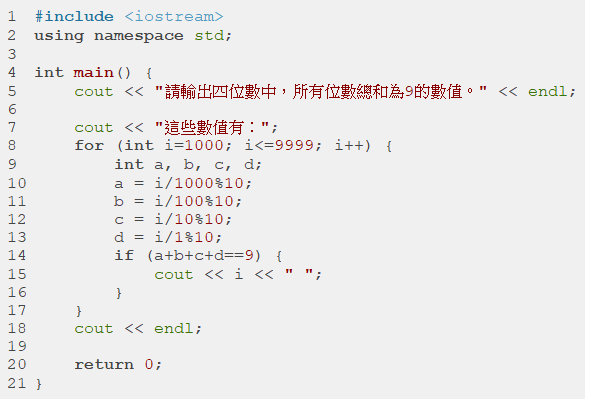 1 #include <iostream>
2 using namespace std;
3
4 int main() {
5     cout << "請輸出四位數中，所有位數總和為9的數值。" << endl;
6
7     cout << "這些數值有：";
8     for (int i=1000; i<=9999; i++) {
9         int a, b, c, d;
10         a = i/1000%10;
11         b = i/100%10;
12         c = i/10%10;
13         d = i/1%10;
14         if (a+b+c+d==9) {
15             cout << i << " ";
16         }
17     }
18     cout << endl;
19
20     return 0;
21 }